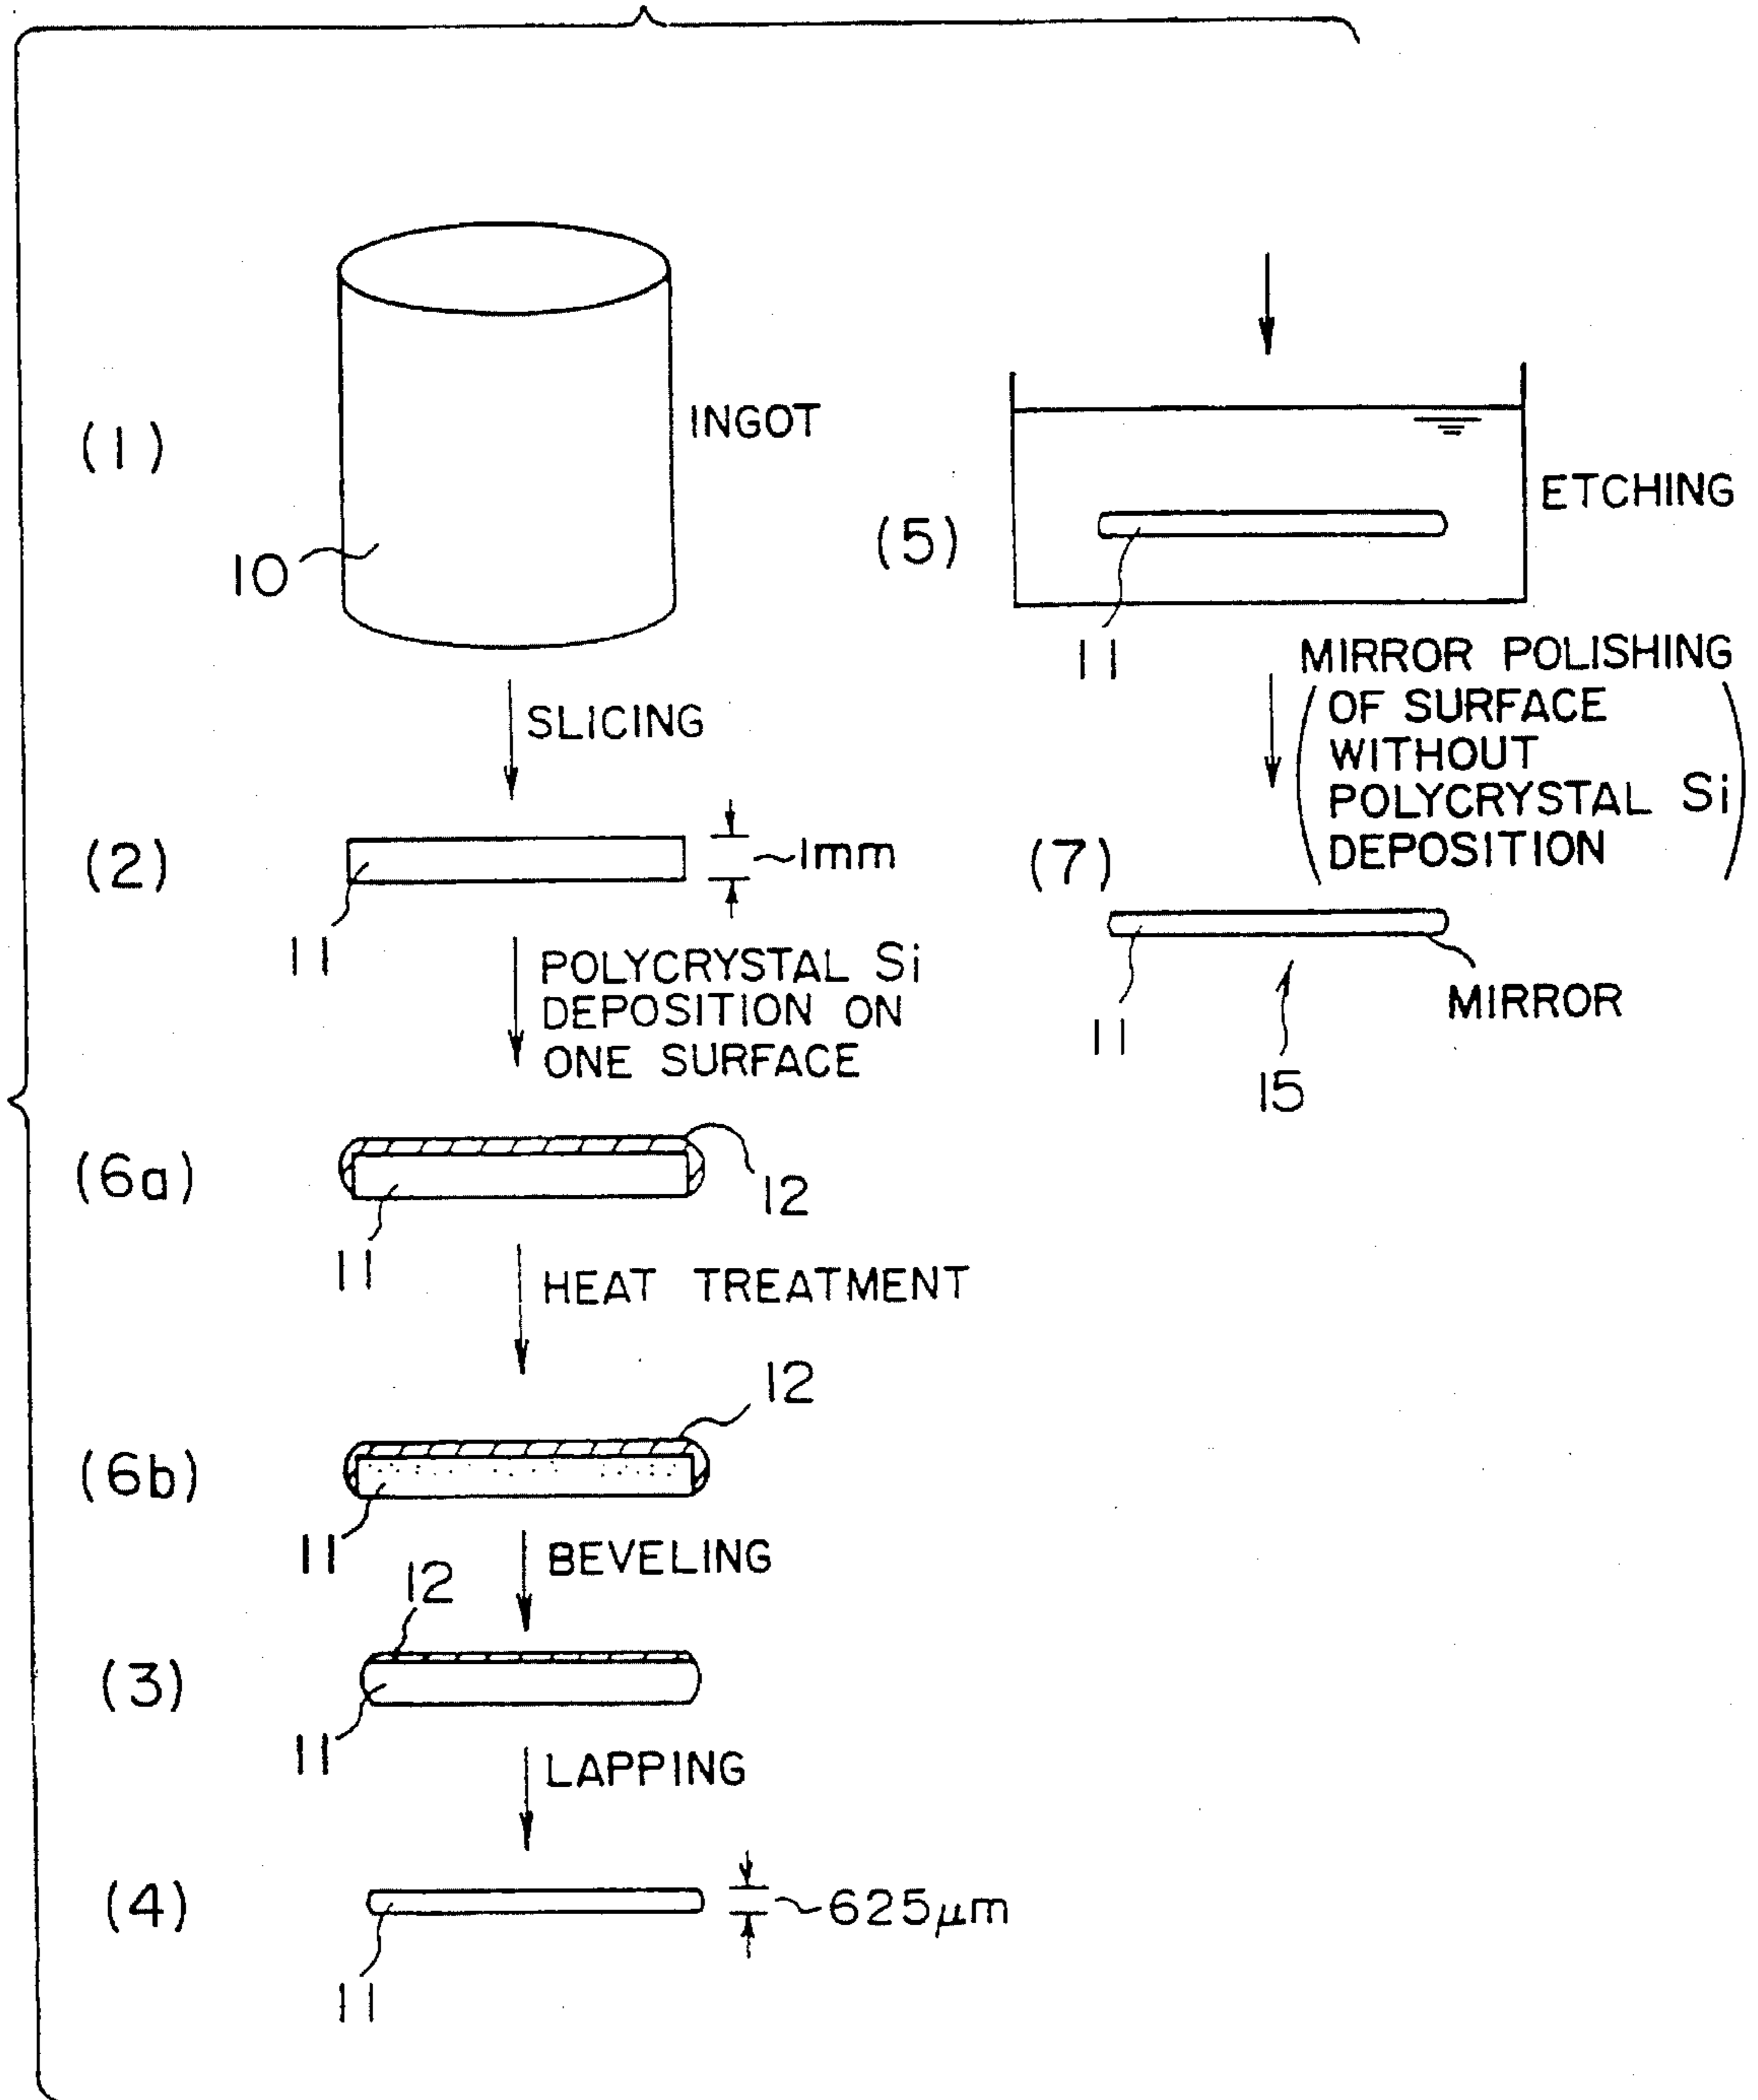 (1)
INGOT
10
SLICING
(2)
~1mm
11
POLYCRYSTAL Si
DEPOSITION ON
ONE SURFACE
(6a)
12
11
HEAT TREATMENT
12
(6b)
11
BEVELING
12
(3)
11
LAPPING
(4)
~625μm
11
ETCHING
(5)
11
MIRROR POLISHING
(OF SURFACE
WITHOUT
POLYCRYSTAL Si
DEPOSITION)
(7)
11
MIRROR
15